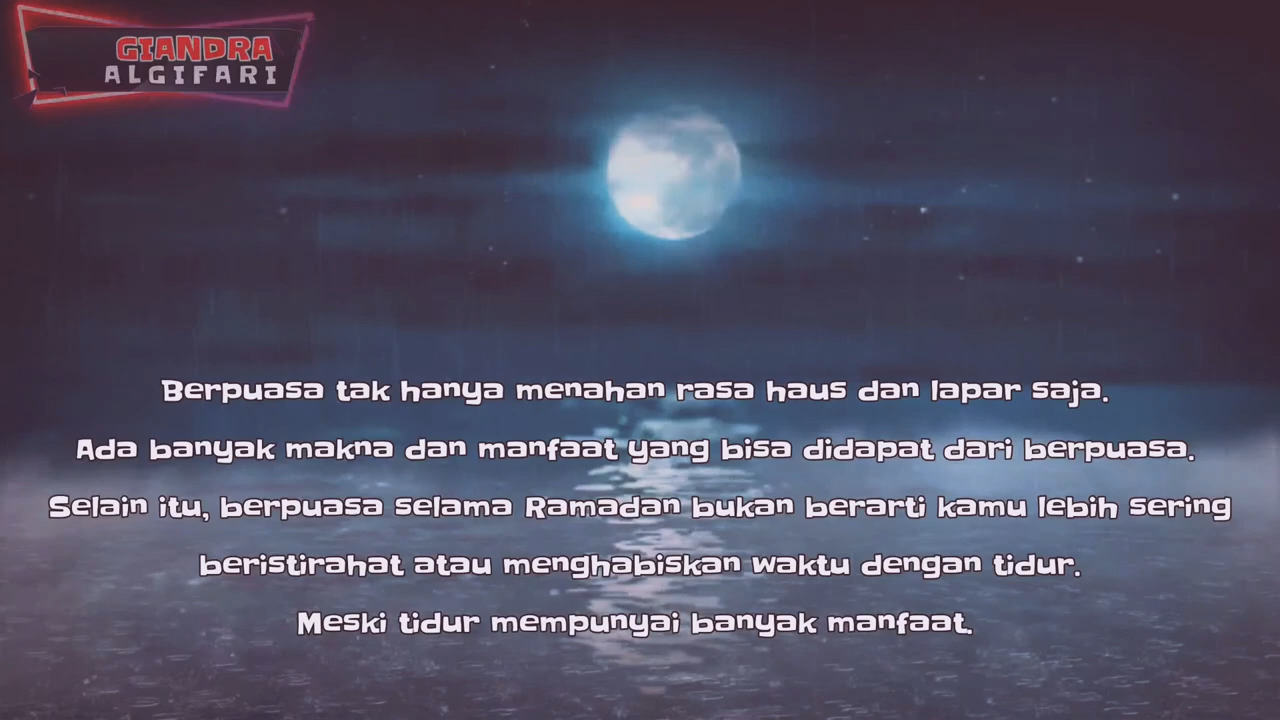 GIANDRA
ALGIFARI
Berpuasa tak hanya menahan rasa haus dan lapar saja.
Ada banyak makna dan manfaat yang bisa didapat dari berpuasa.
Selain itu, berpuasa selama Ramadan bukan berarti kamu lebih sering
beristirahat atau menghabiskan waktu dengan tidur.
Meski tidur mempunyai banyak manfaat.